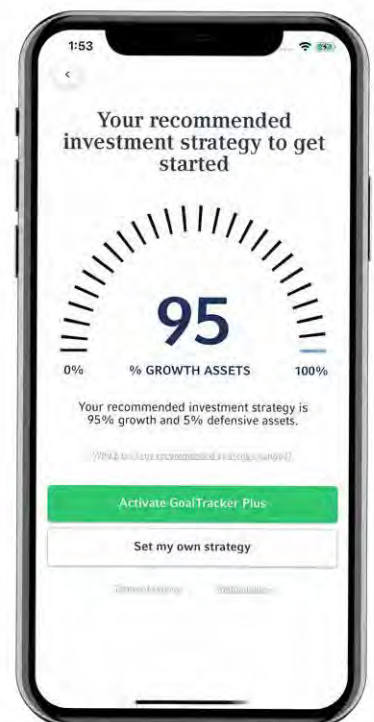 1:53
Your recommended
investment strategy to get
started
95
0% % GROWTH ASSETS 100%
Your recommended investment strategy is
95% growth and 5% defensive assets.
Activate GoalTracker Plus
Set my own strategy